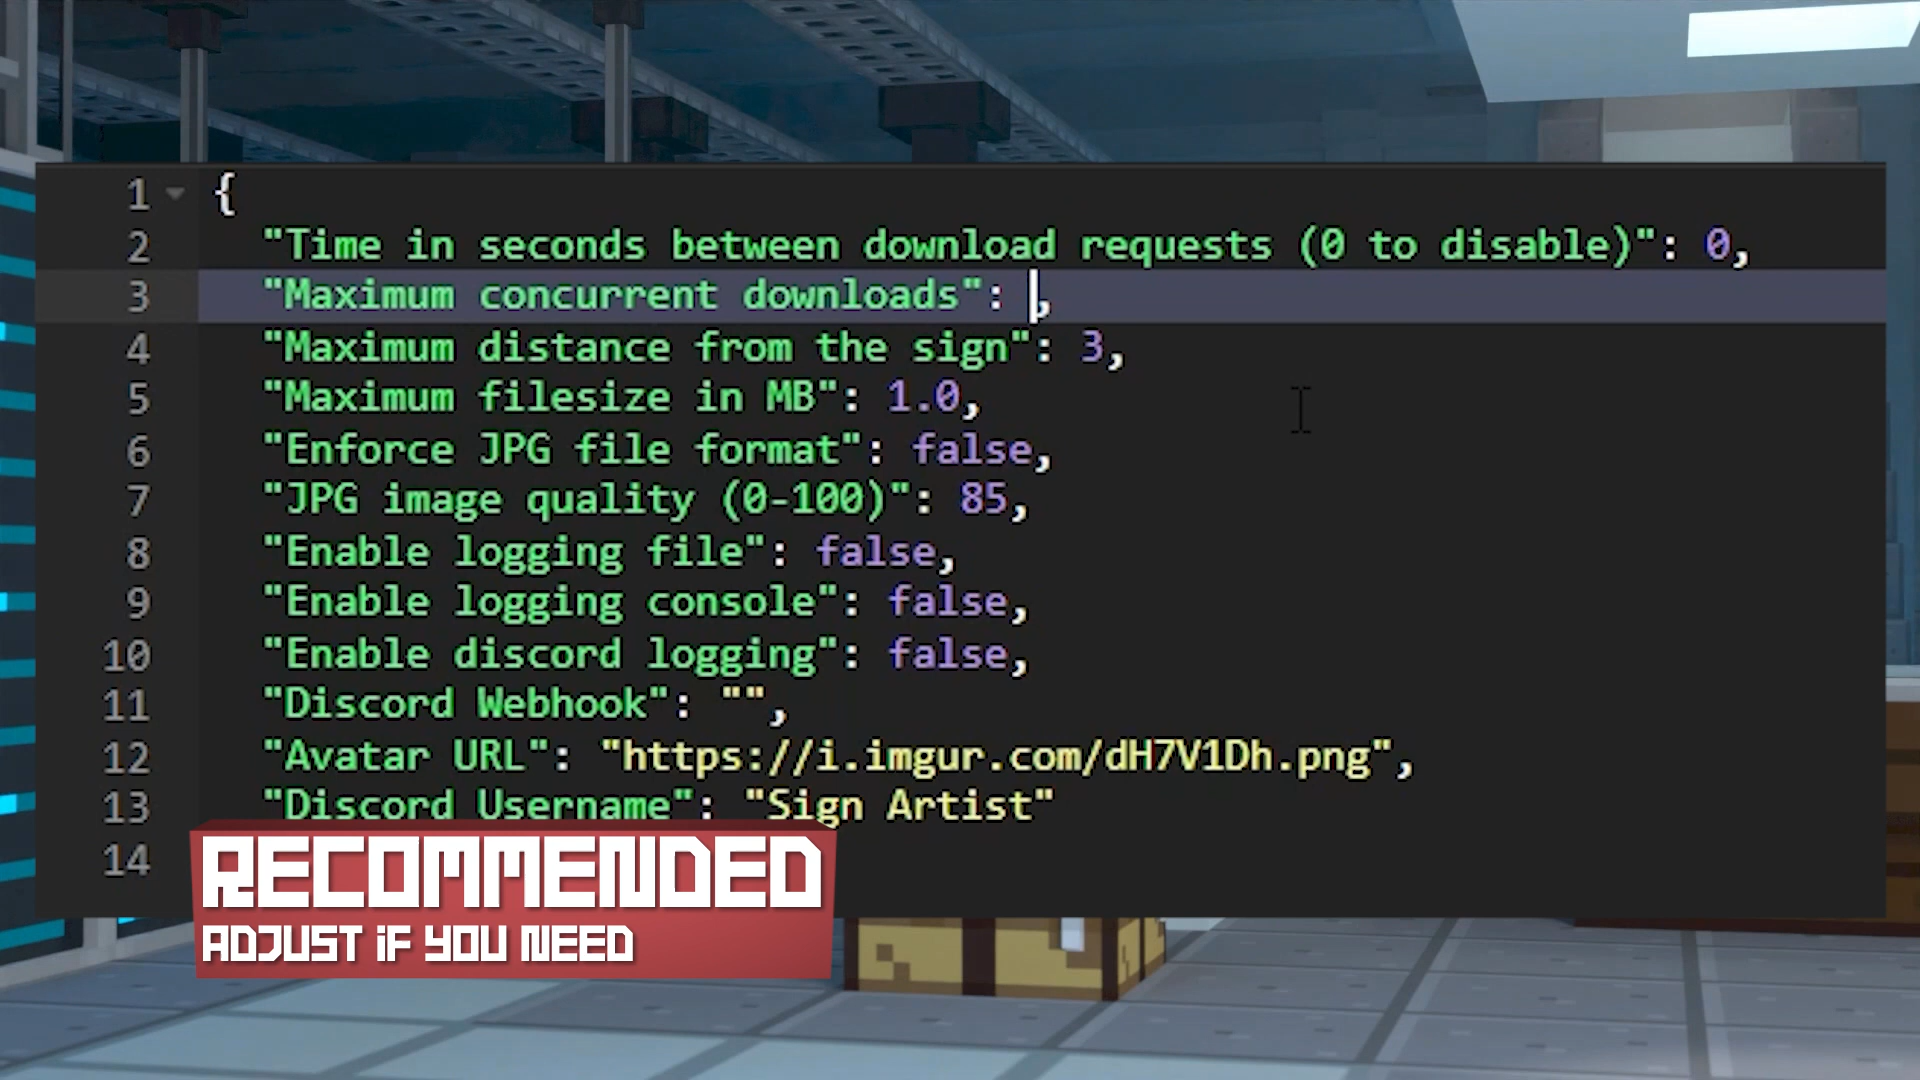 1 {
2 "Time in seconds between download requests (0 to disable)": 0,
3 "Maximum concurrent downloads": ,
4 "Maximum distance from the sign": 3,
5 "Maximum filesize in MB": 1.0,
6 "Enforce JPG file format": false,
7 "JPG image quality (0-100)": 85,
8 "Enable logging file": false,
9 "Enable logging console": false,
10 "Enable discord logging": false,
11 "Discord Webhook": "",
12 "Avatar URL": "https://i.imgur.com/dH7V1Dh.png",
13 "Discord Username": "Sign Artist"
14
RECOMMENDED
ADJUST iF YOU NEED